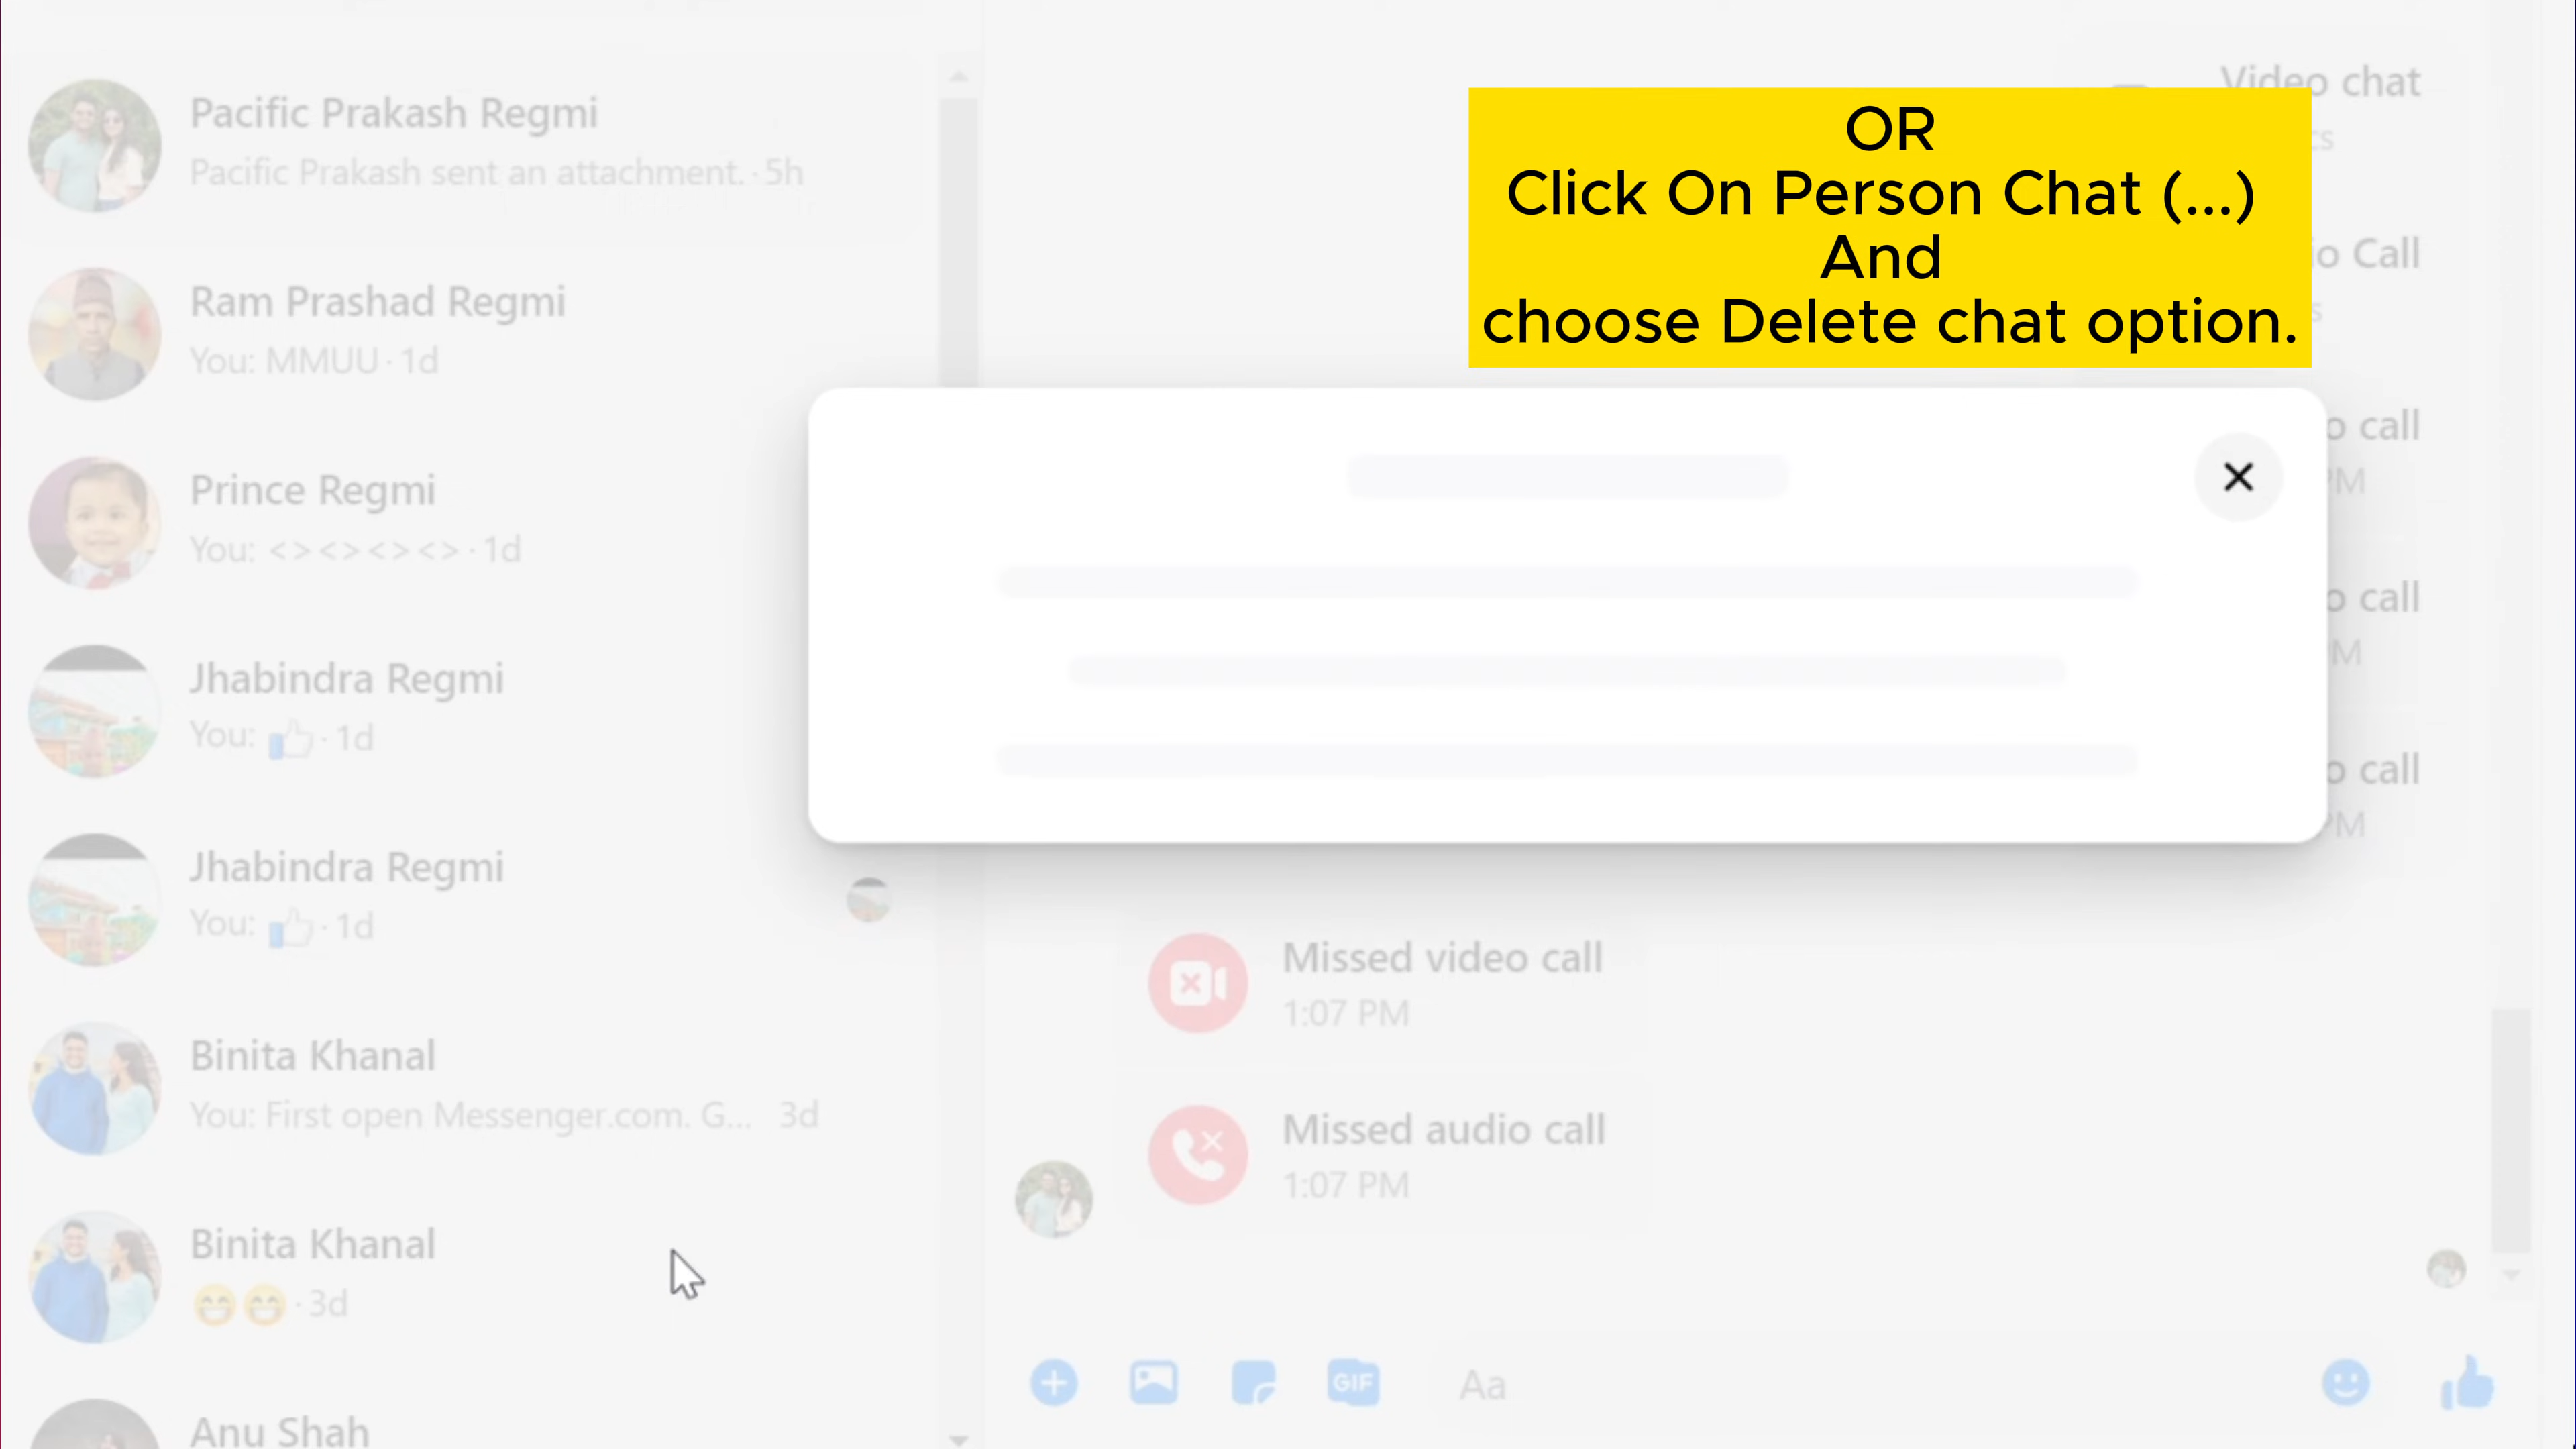 Pacific Prakash Regmi
Pacific Prakash sent an attachment. · 5h
Ram Prashad Regmi
You: MMUU · 1d
Prince Regmi
You: <><><><> · 1d
Jhabindra Regmi
You: 👍 · 1d
Jhabindra Regmi
You: 👍 · 1d
Binita Khanal
You: First open Messenger.com. G... 3d
Binita Khanal
😁😁 · 3d
Anu Shah
OR
Click On Person Chat (...)
And
choose Delete chat option.
Video chat
Call
call
PM
call
call
PM
Missed video call
1:07 PM
Missed audio call
1:07 PM
GIF
Aa